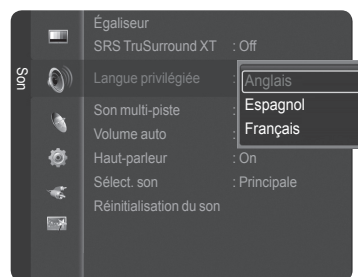 Son
Égaliseur
SRS TruSurround XT : Off
Langue privilégiée : Anglais
Espagnol
Son multi-piste :
Français
Volume auto :
Haut-parleur : On
Sélect. son : Principale
Réinitialisation du son